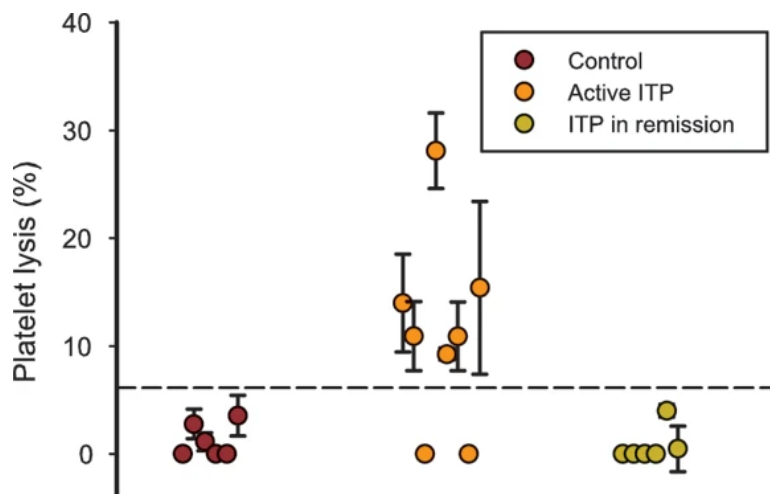 40
30
20
10
0
Platelet lysis (%)
Control
Active ITP
ITP in remission